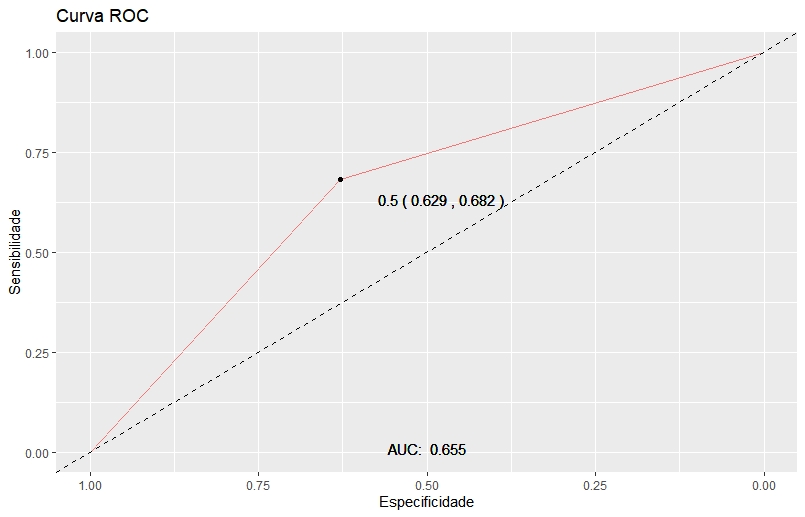 Curva ROC
1.00
0.75
0.50
0.25
0.00
Sensibilidade
0.5 ( 0.629 , 0.682 )
AUC: 0.655
1.00 0.75 0.50 0.25 0.00
Especificidade